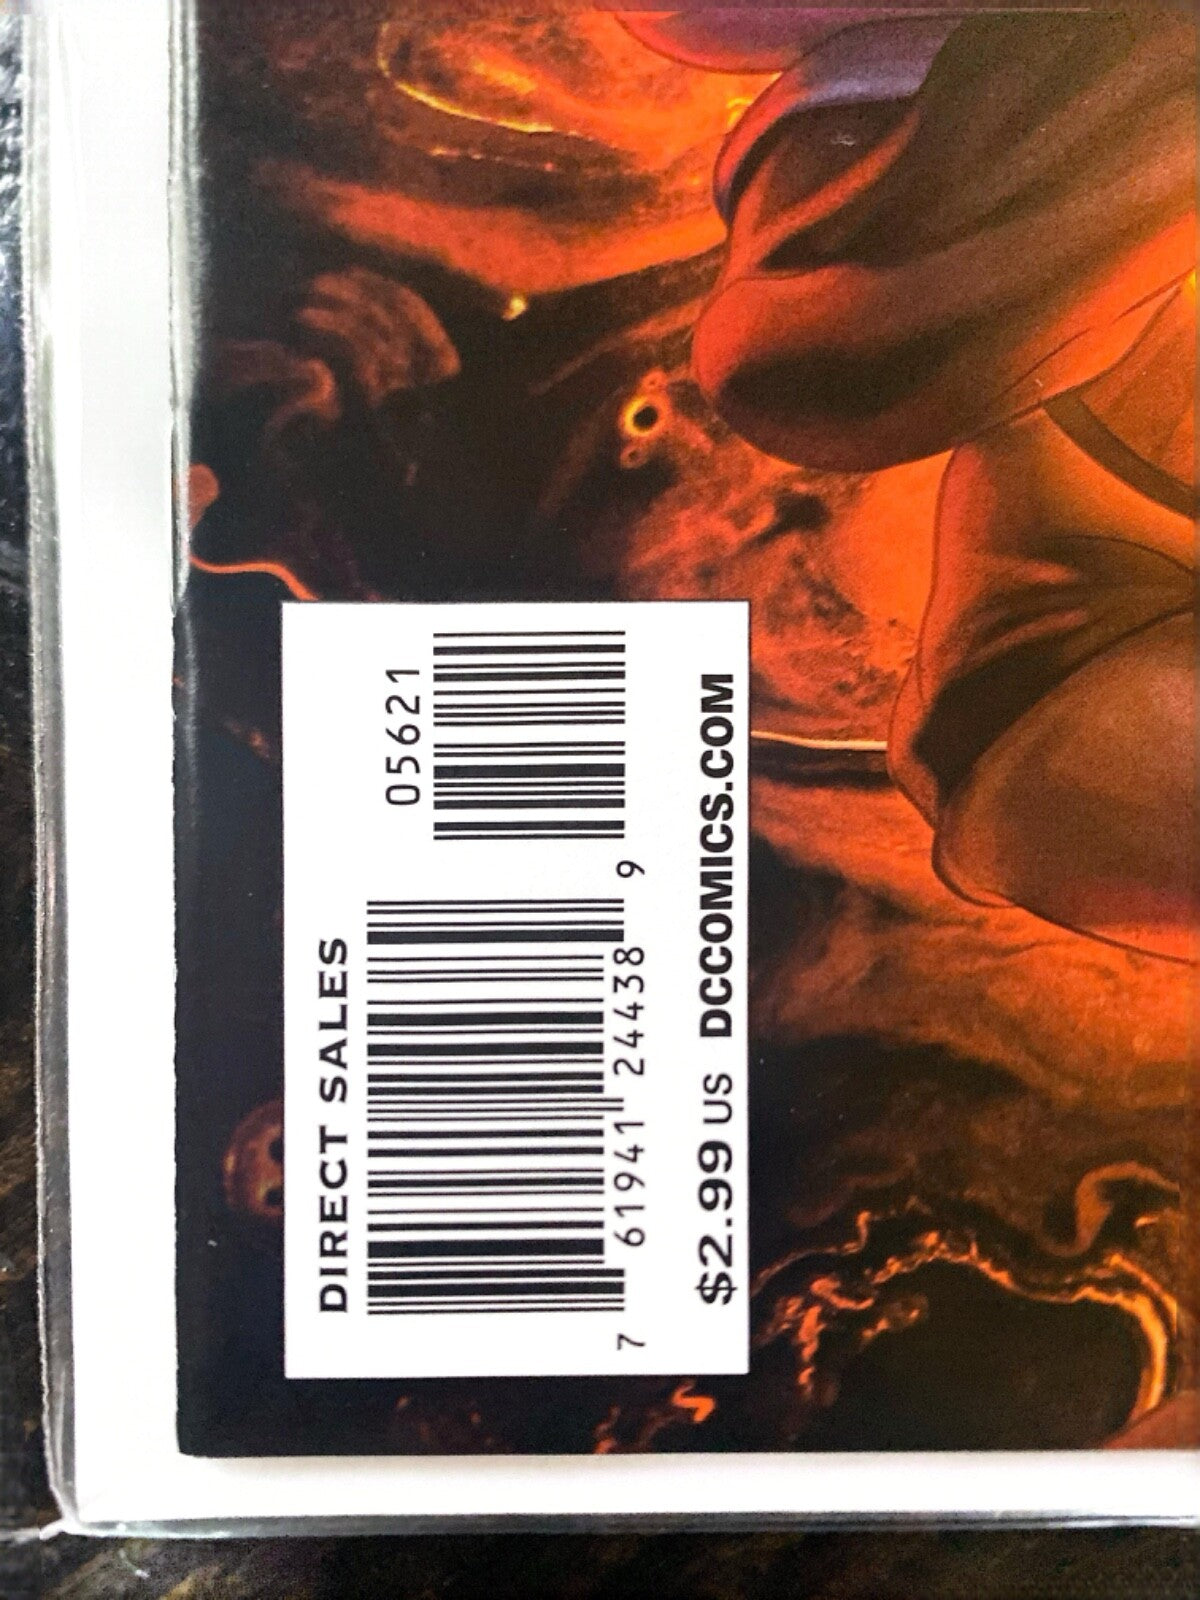 DIRECT SALES
05621
7 61941 24438 9
$2.99 US DCCOMICS.COM